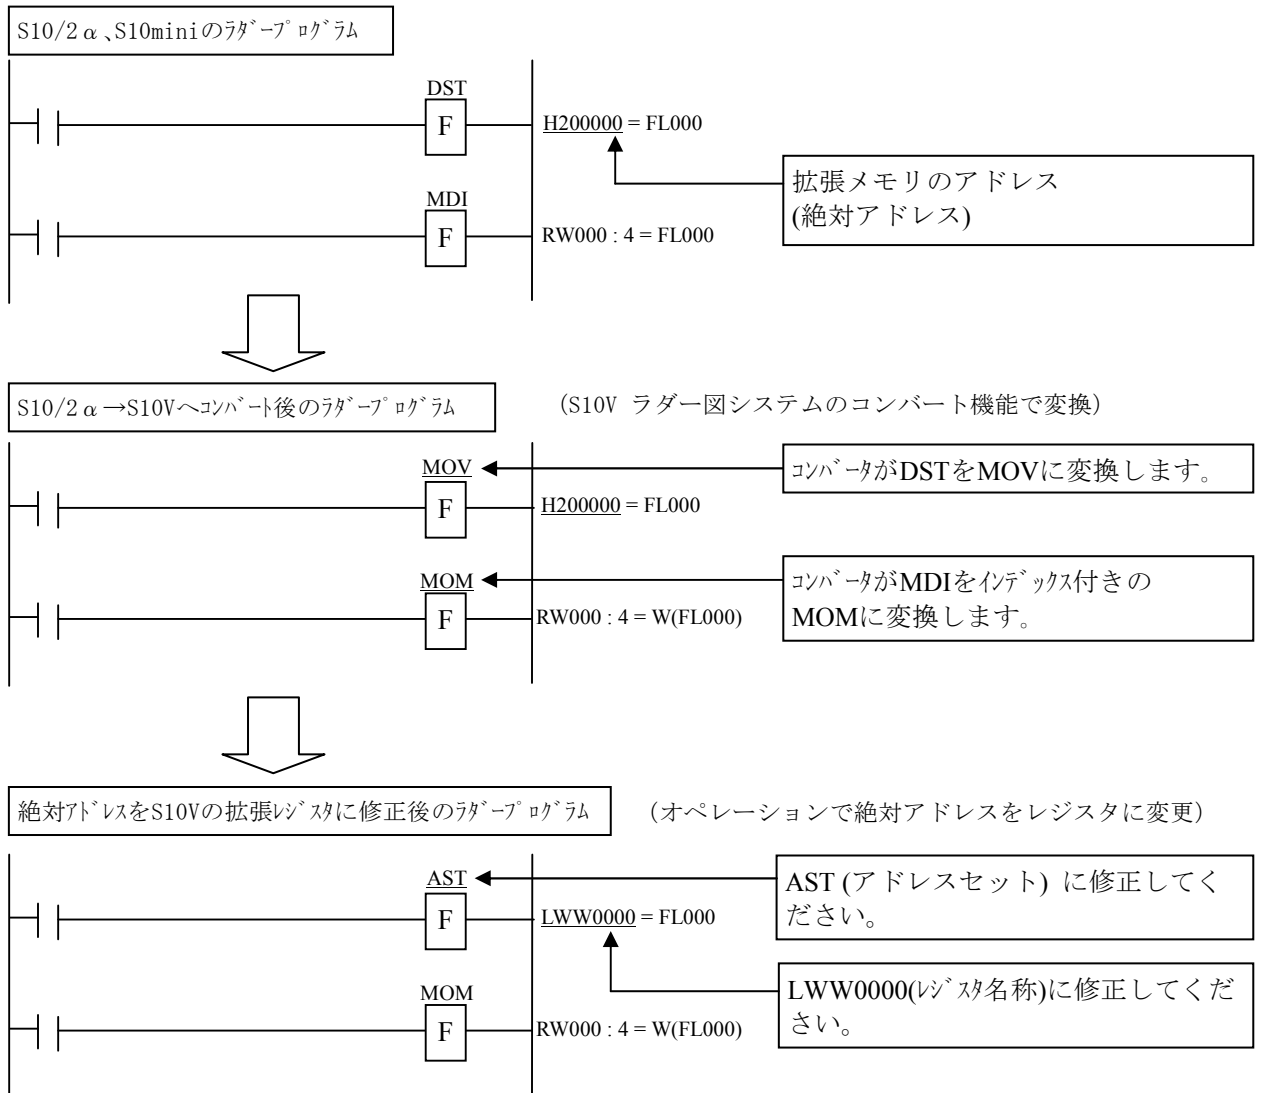 S10/2α、S10miniのﾗﾀﾞｰﾌﾟﾛｸﾞﾗﾑ
DST
F
H200000 = FL000
拡張メモリのアドレス
(絶対アドレス)
MDI
F
RW000 : 4 = FL000
S10/2α→S10Vへｺﾝﾊﾞｰﾄ後のﾗﾀﾞｰﾌﾟﾛｸﾞﾗﾑ
(S10V ラダー図システムのコンバート機能で変換)
MOV
F
H200000 = FL000
ｺﾝﾊﾞｰﾀがDSTをMOVに変換します。
MOM
F
RW000 : 4 = W(FL000)
ｺﾝﾊﾞｰﾀがMDIをｲﾝﾃﾞｯｸｽ付きの
MOMに変換します。
絶対ｱﾄﾞﾚｽをS10Vの拡張ﾚｼﾞｽﾀに修正後のﾗﾀﾞｰﾌﾟﾛｸﾞﾗﾑ
(オペレーションで絶対アドレスをレジスタに変更)
AST
F
LWW0000 = FL000
AST (アドレスセット) に修正してく
ださい。
LWW0000(ﾚｼﾞｽﾀ名称)に修正してくだ
さい。
MOM
F
RW000 : 4 = W(FL000)